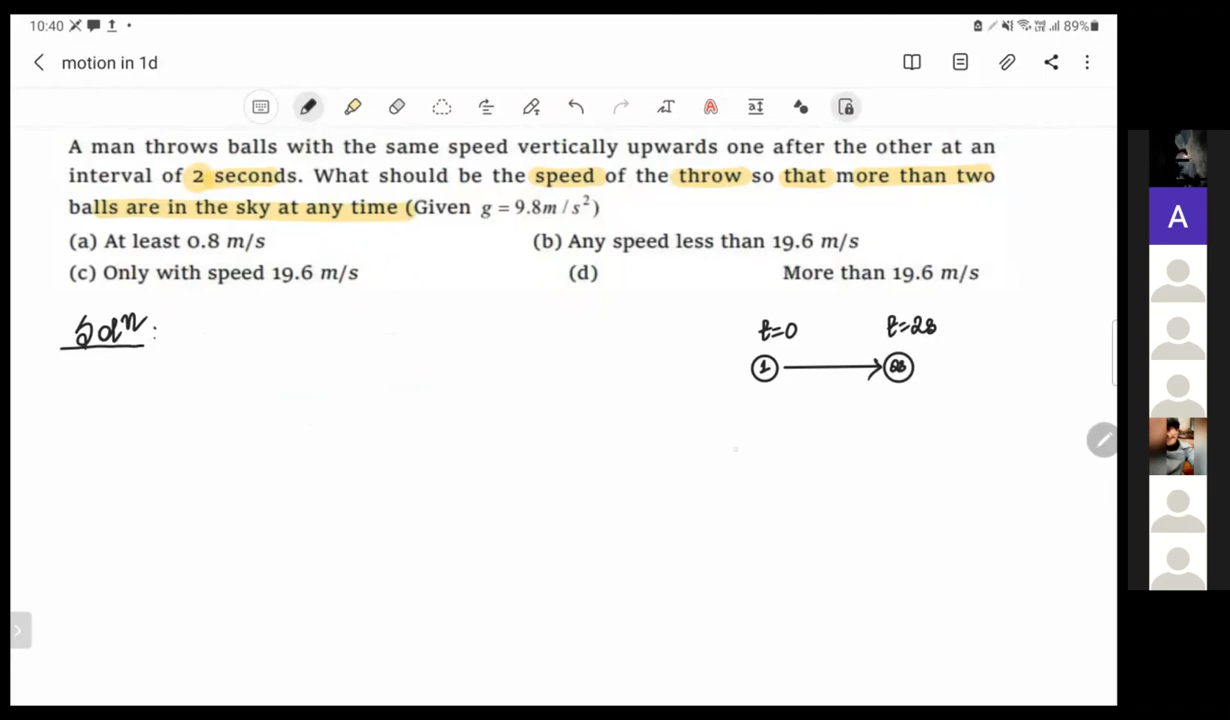 10:40
89%
motion in 1d
A man throws balls with the same speed vertically upwards one after the other at an
interval of 2 seconds. What should be the speed of the throw so that more than two
balls are in the sky at any time (Given g = 9.8m / s²)
(a) At least 0.8 m/s (b) Any speed less than 19.6 m/s
(c) Only with speed 19.6 m/s (d) More than 19.6 m/s
Solⁿ: t=0 t=2s
1
A